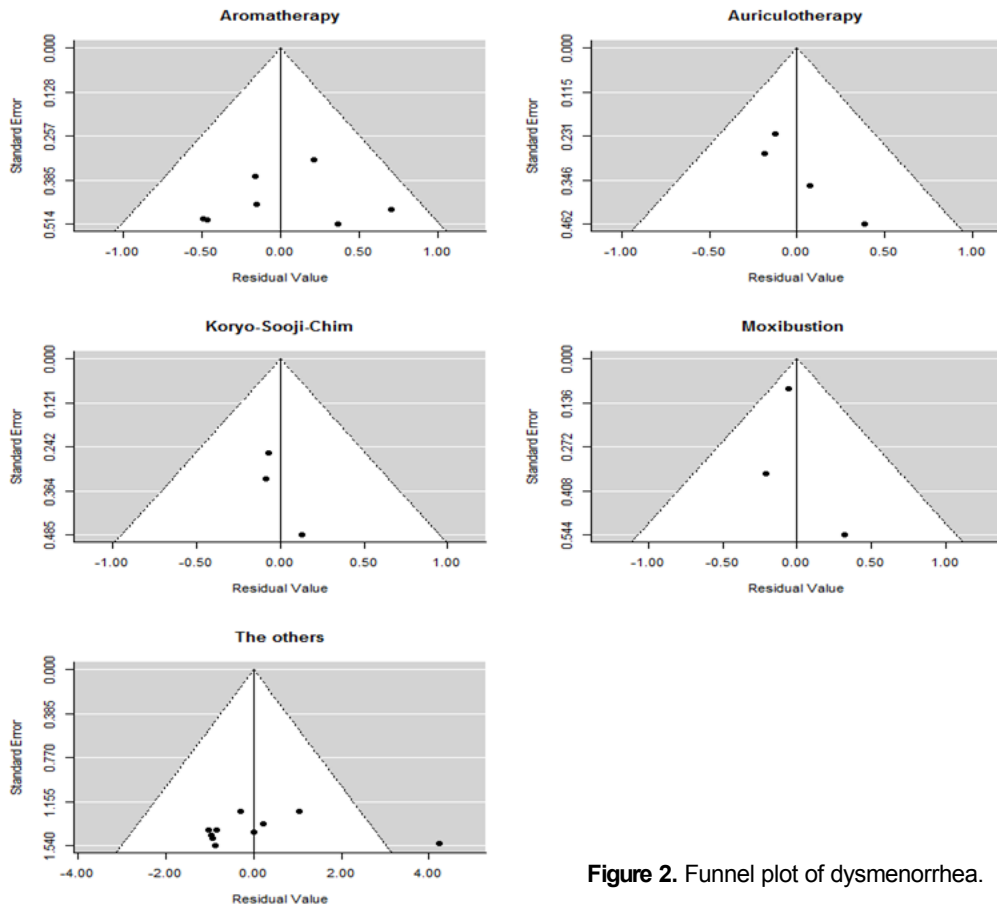 Aromatherapy
Standard Error
0.000
0.128
0.257
0.385
0.514
-1.00 -0.50 0.00 0.50 1.00
Residual Value
Auriculotherapy
Standard Error
0.000
0.115
0.231
0.346
0.462
-1.00 -0.50 0.00 0.50 1.00
Residual Value
Koryo-Sooji-Chim
Standard Error
0.000
0.121
0.242
0.364
0.485
-1.00 -0.50 0.00 0.50 1.00
Residual Value
Moxibustion
Standard Error
0.000
0.136
0.272
0.408
0.544
-1.00 -0.50 0.00 0.50 1.00
Residual Value
The others
Standard Error
0.000
0.385
0.770
1.155
1.540
-4.00 -2.00 0.00 2.00 4.00
Residual Value
Figure 2. Funnel plot of dysmenorrhea.